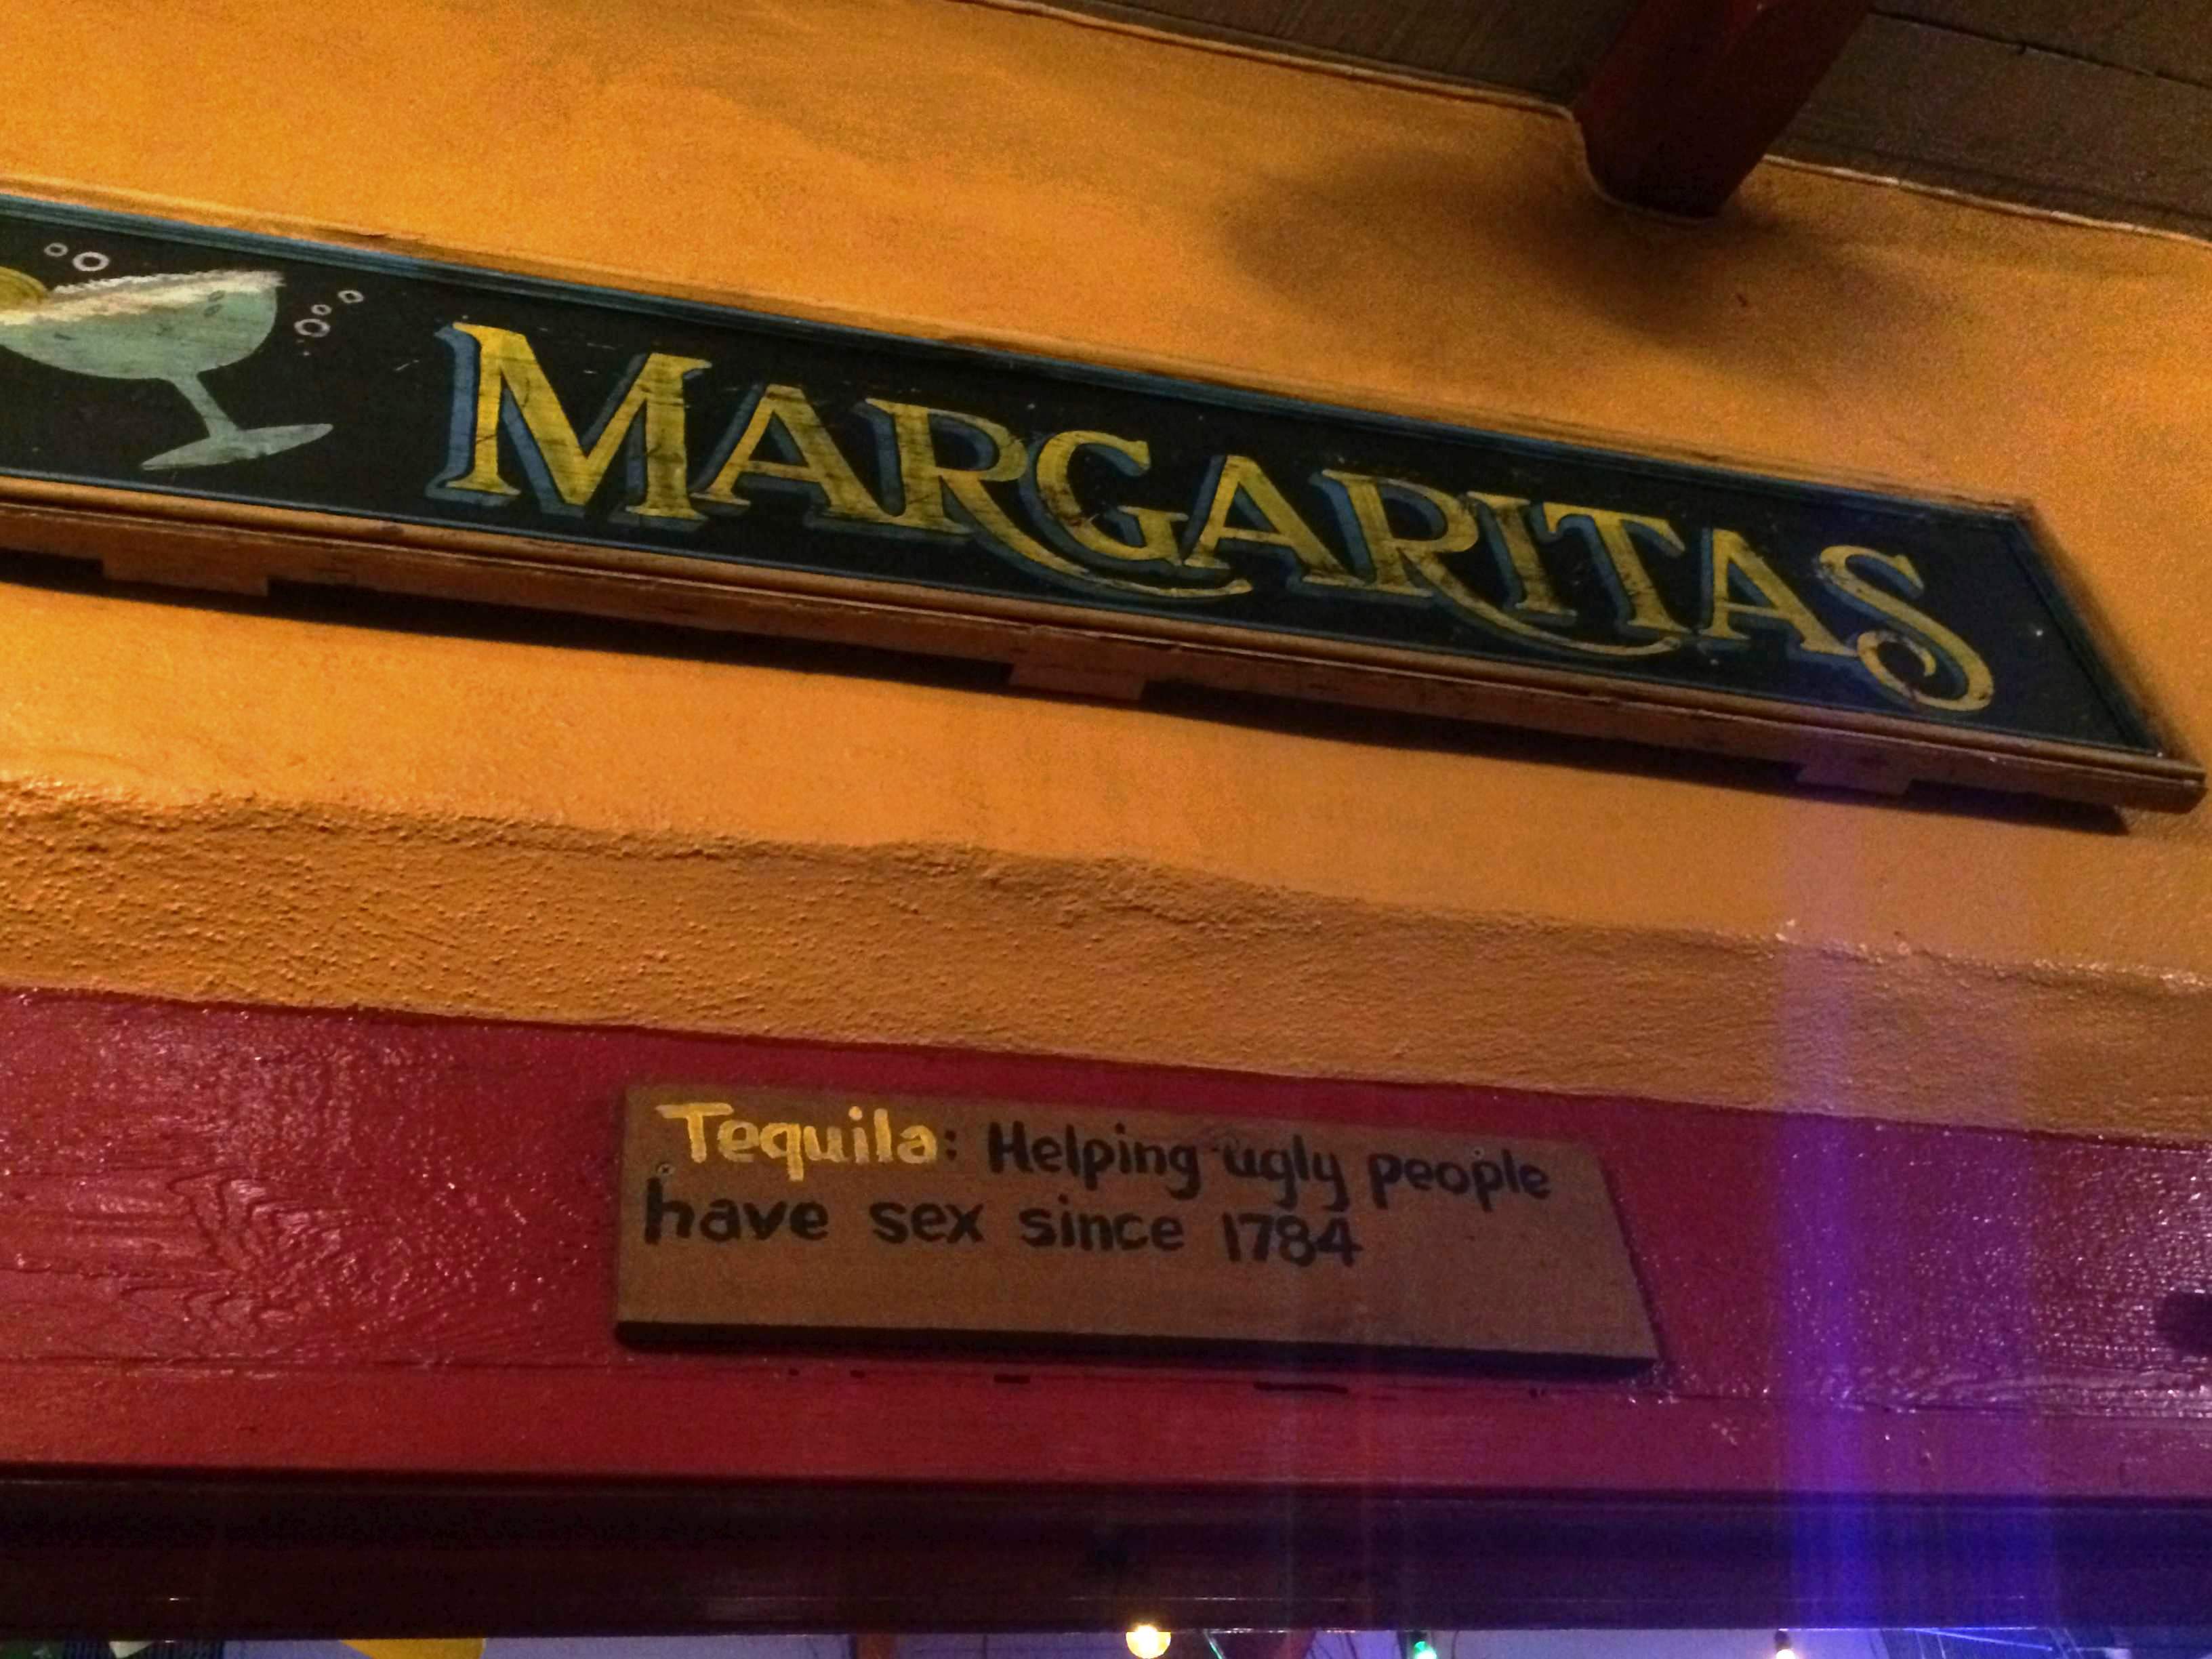 MARGARITAS
Tequila: Helping ugly people
have sex since 1784